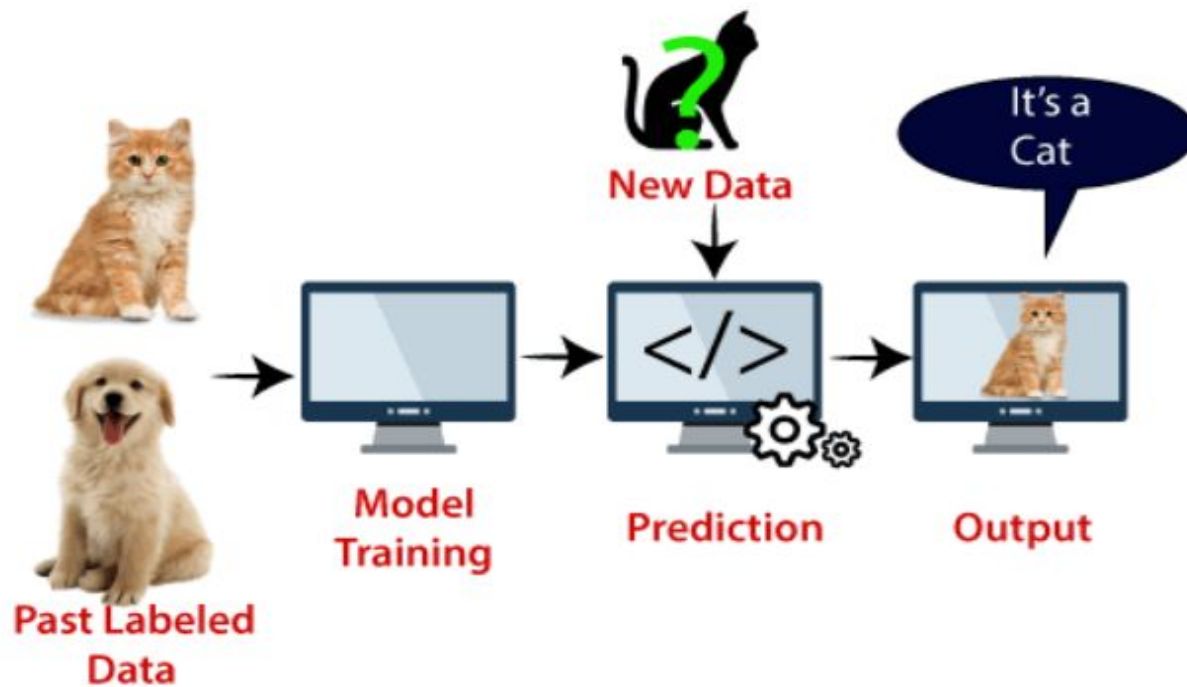 It's a
Cat
?
New Data
</>
Model
Training
Prediction
Output
Past Labeled
Data